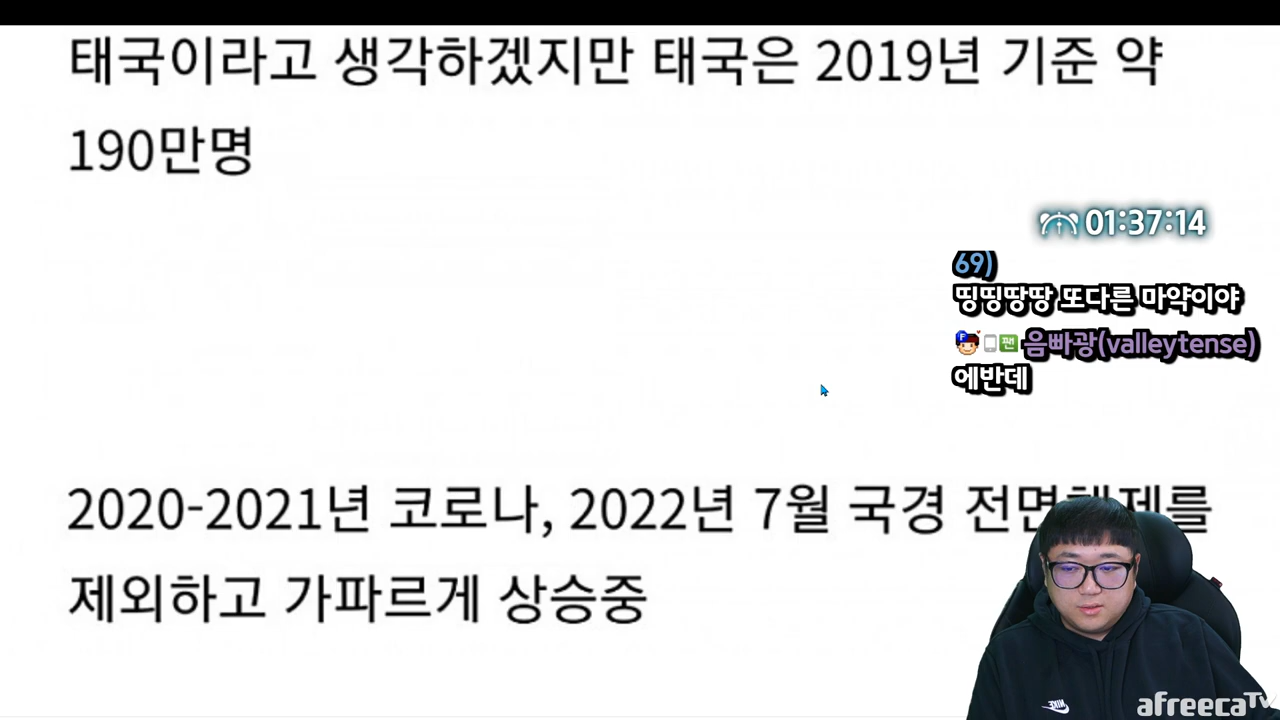 태국이라고 생각하겠지만 태국은 2019년 기준 약
190만명
01:37:14
69)
띵띵땅땅 또다른 마약이야
F 팬 음빠광(valleytense)
에반데
2020-2021년 코로나, 2022년 7월 국경 전면해제를
제외하고 가파르게 상승중
NIKE
afreecaTV